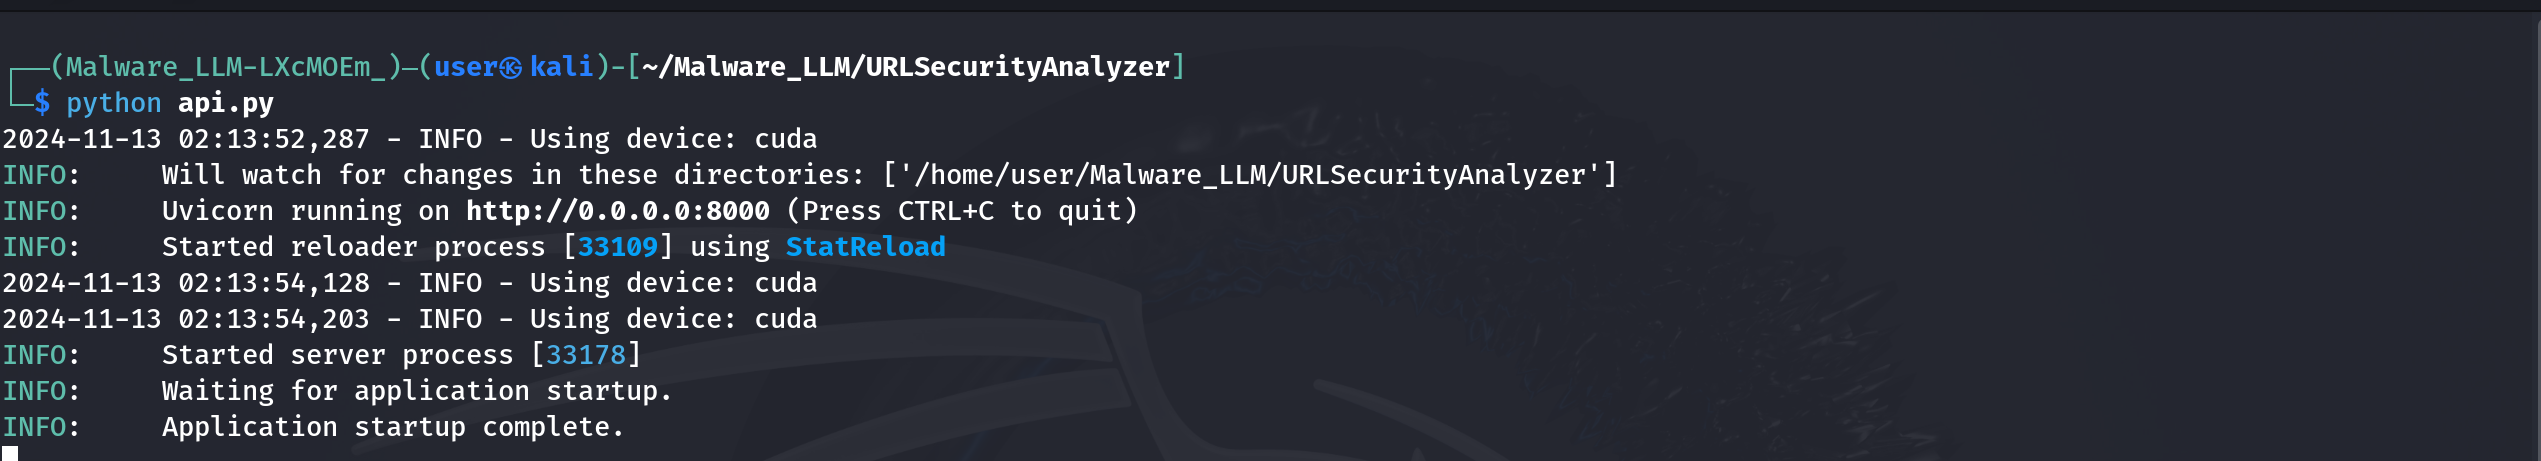 ┌──(Malware_LLM-LXcMOEm_)─(user㉿kali)-[~/Malware_LLM/URLSecurityAnalyzer]
└─$ python api.py
2024-11-13 02:13:52,287 - INFO - Using device: cuda
INFO:     Will watch for changes in these directories: ['/home/user/Malware_LLM/URLSecurityAnalyzer']
INFO:     Uvicorn running on http://0.0.0.0:8000 (Press CTRL+C to quit)
INFO:     Started reloader process [33109] using StatReload
2024-11-13 02:13:54,128 - INFO - Using device: cuda
2024-11-13 02:13:54,203 - INFO - Using device: cuda
INFO:     Started server process [33178]
INFO:     Waiting for application startup.
INFO:     Application startup complete.